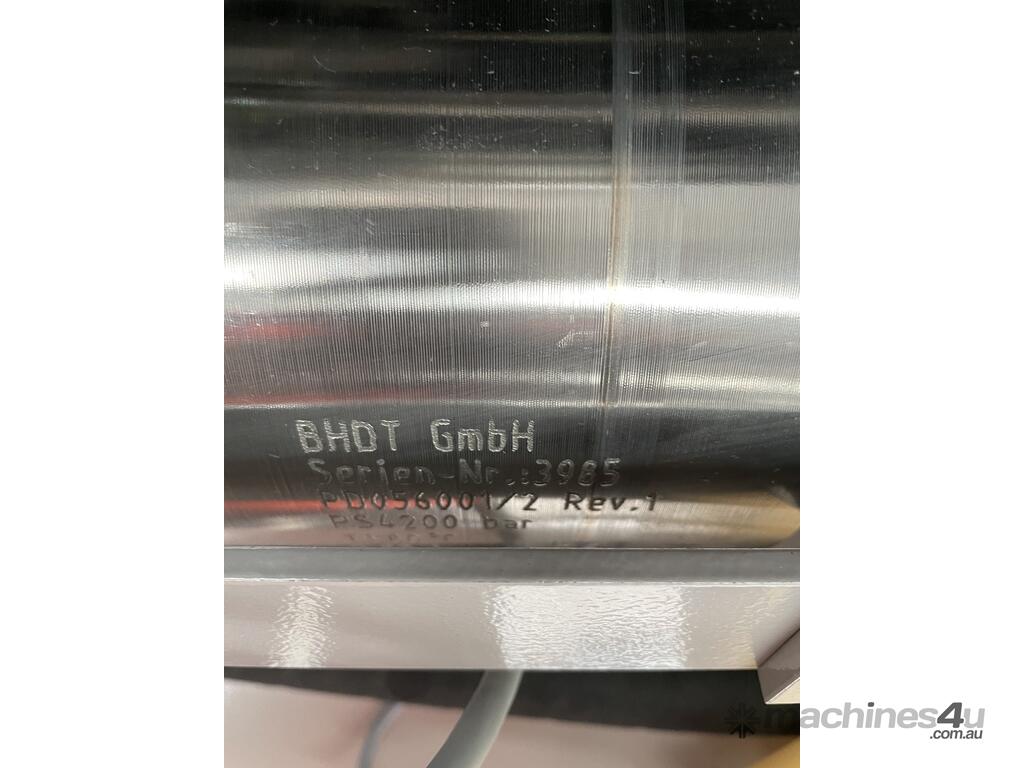 BHDT GmbH
Serien-Nr.:3985
PD056001/2 Rev.1
PS4200 bar
machines4u
.com.au